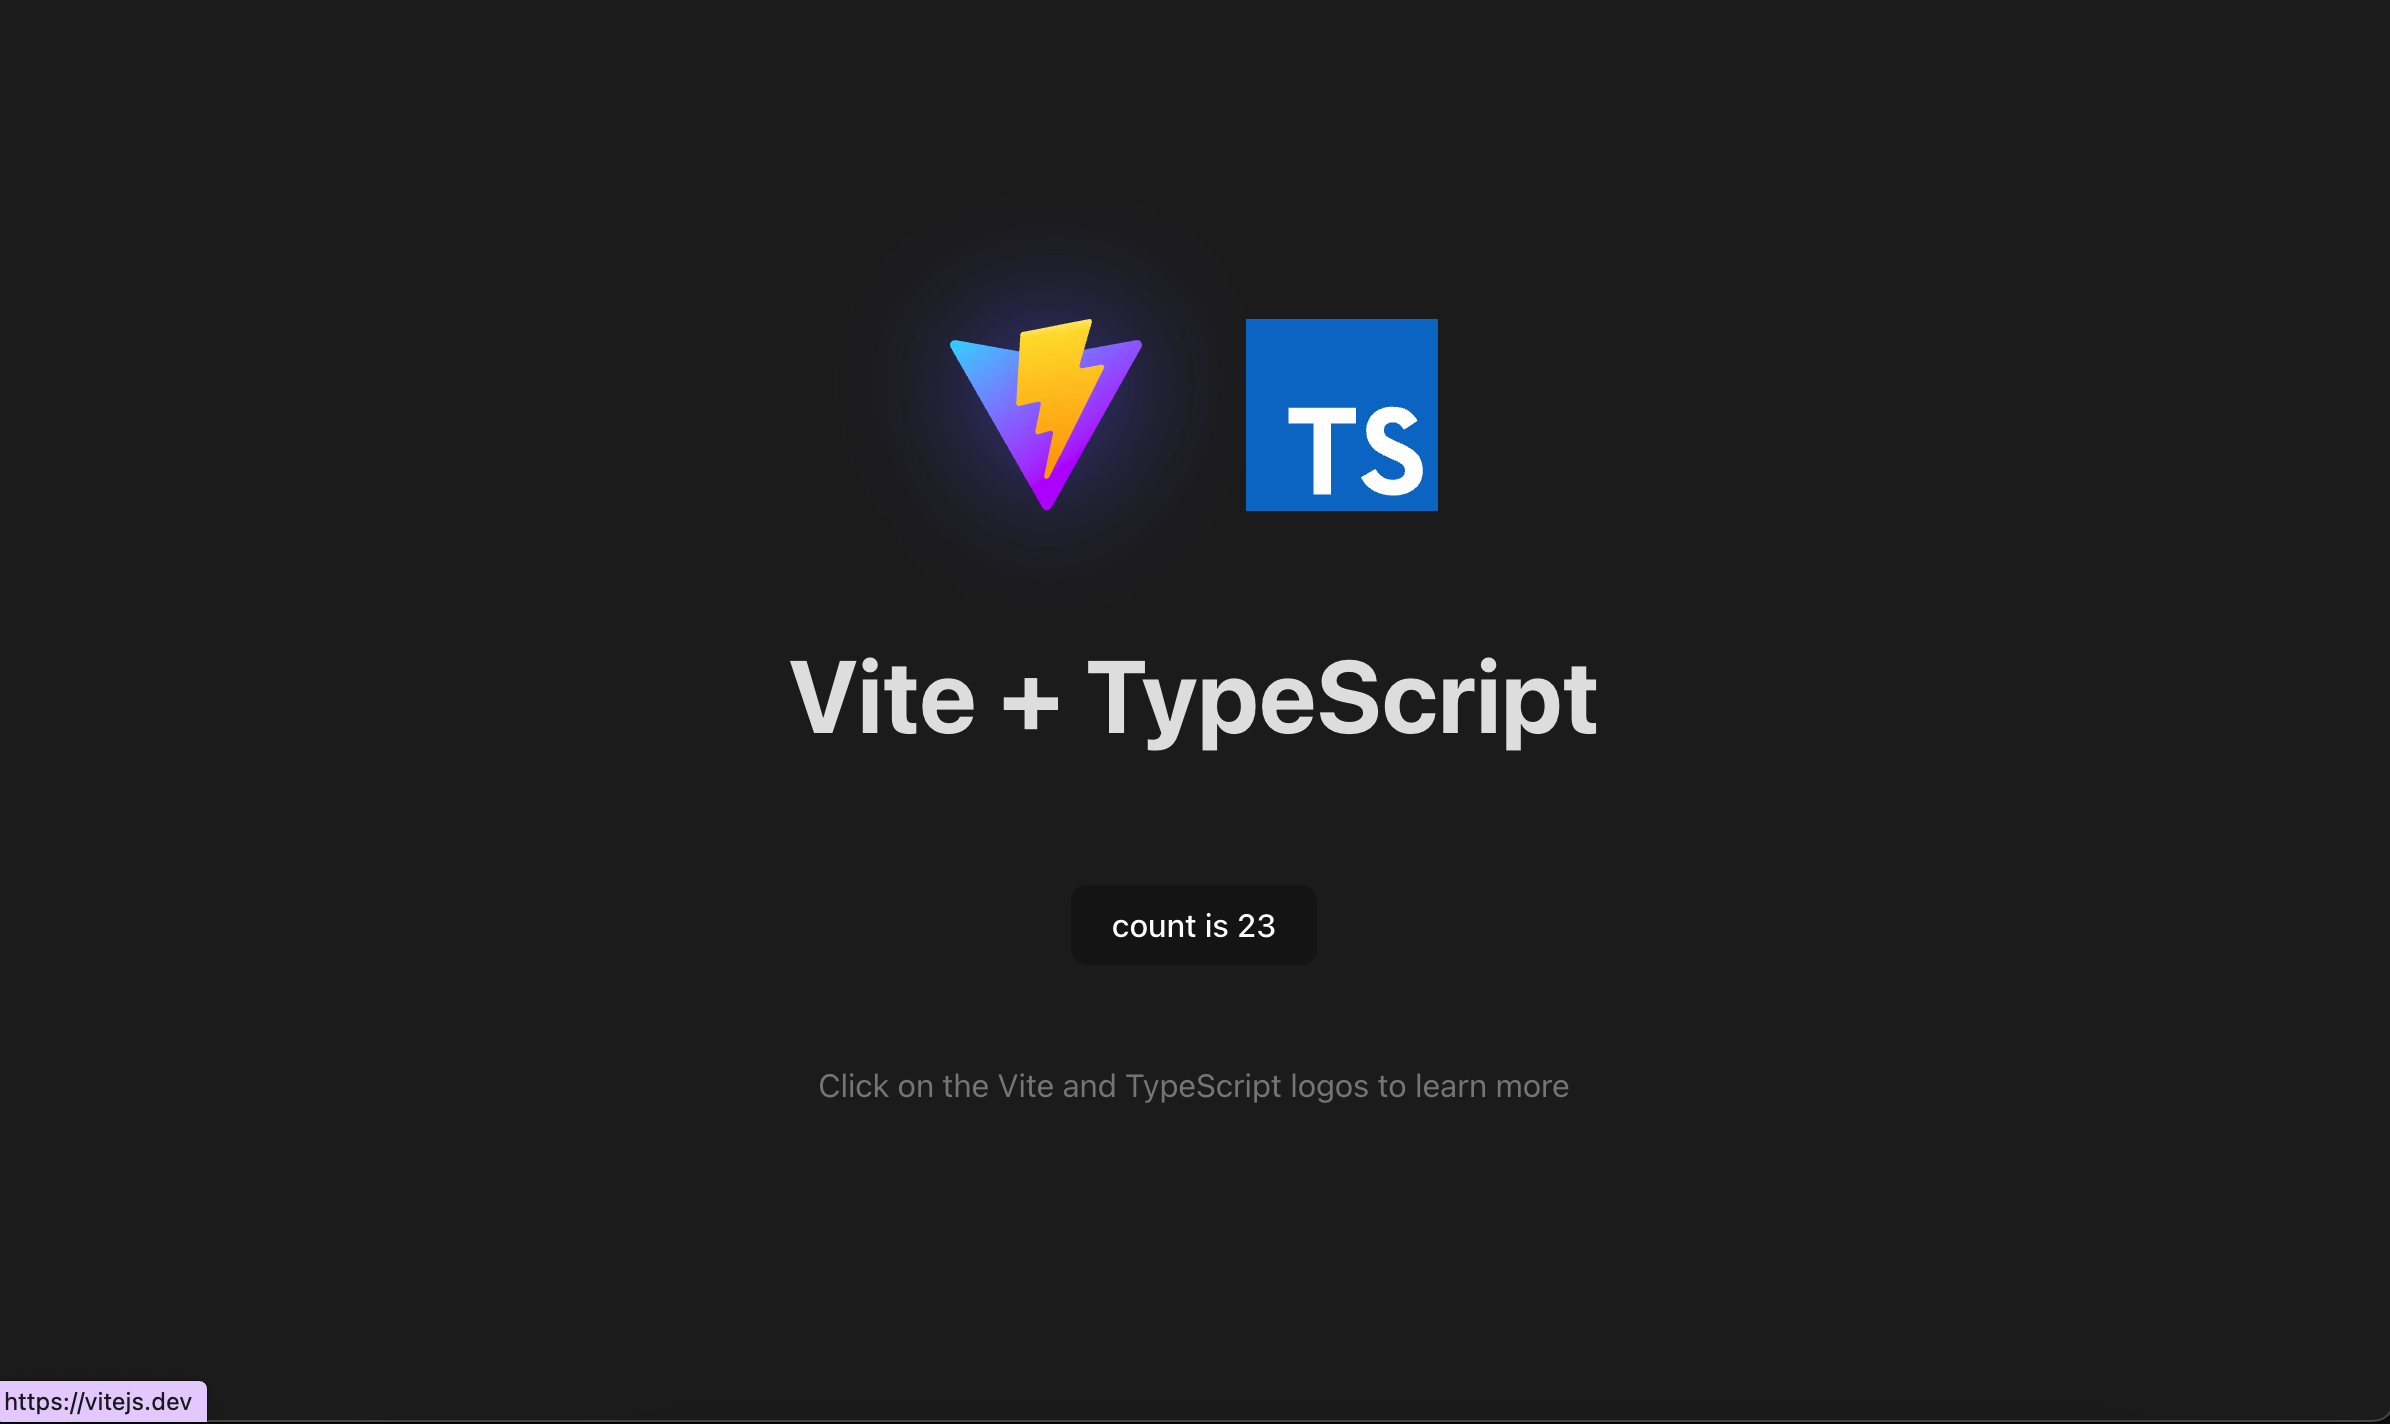 TS
Vite + TypeScript
count is 23
Click on the Vite and TypeScript logos to learn more
https://vitejs.dev